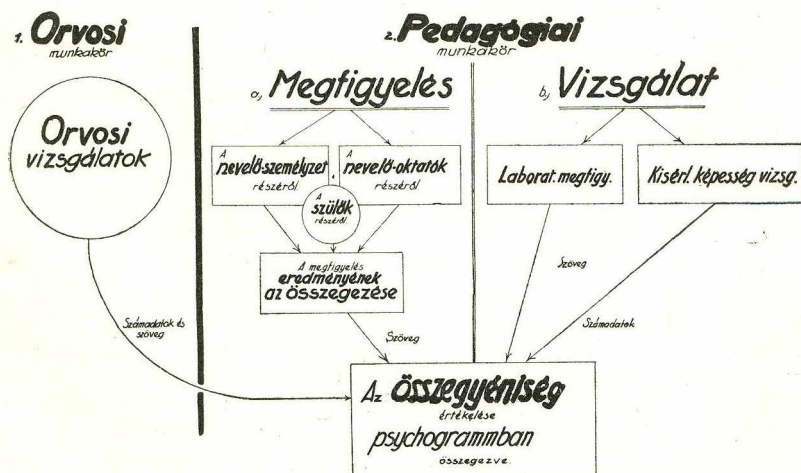 1. Orvosi
munkakör
2. Pedagógiai
munkakör
a, Megfigyelés
b, Vizsgálat
Orvosi
vizsgálatok
A
nevelő-személyzet
részéről.
A
nevelő-oktatók
részéről.
A
szülők
részéről.
Laborat. megfigy.
Kisérl. képesség vizsg.
A megfigyelés
eredményének
az összegezése
Számadatok és
szöveg
Szöveg
Szöveg
Számadatok
Az összegyéniség
értékelése
psychogrammban
összegezve.